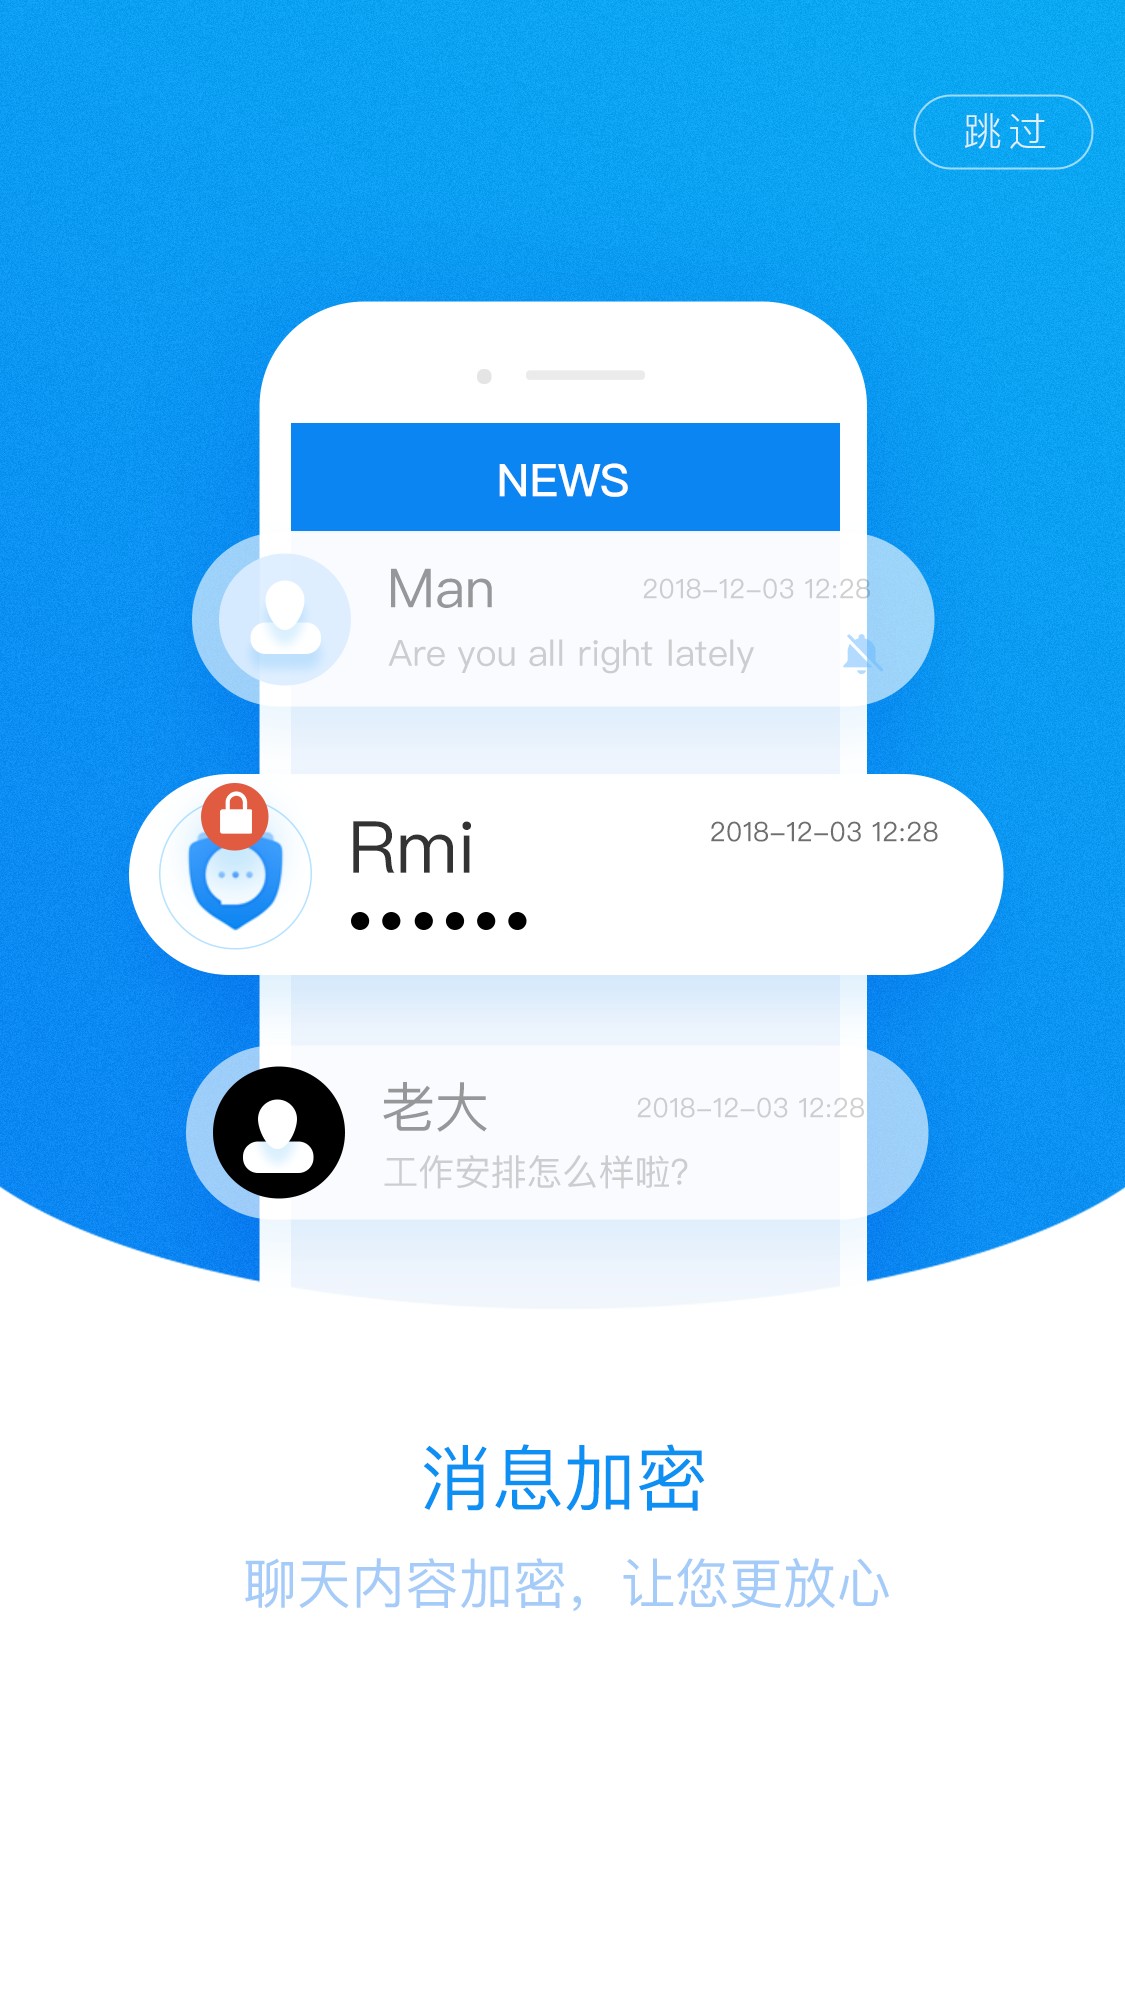 跳过
NEWS
Man 2018-12-03 12:28
Are you all right lately
Rmi 2018-12-03 12:28
••••••
老大 2018-12-03 12:28
工作安排怎么样啦?
消息加密
聊天内容加密，让您更放心